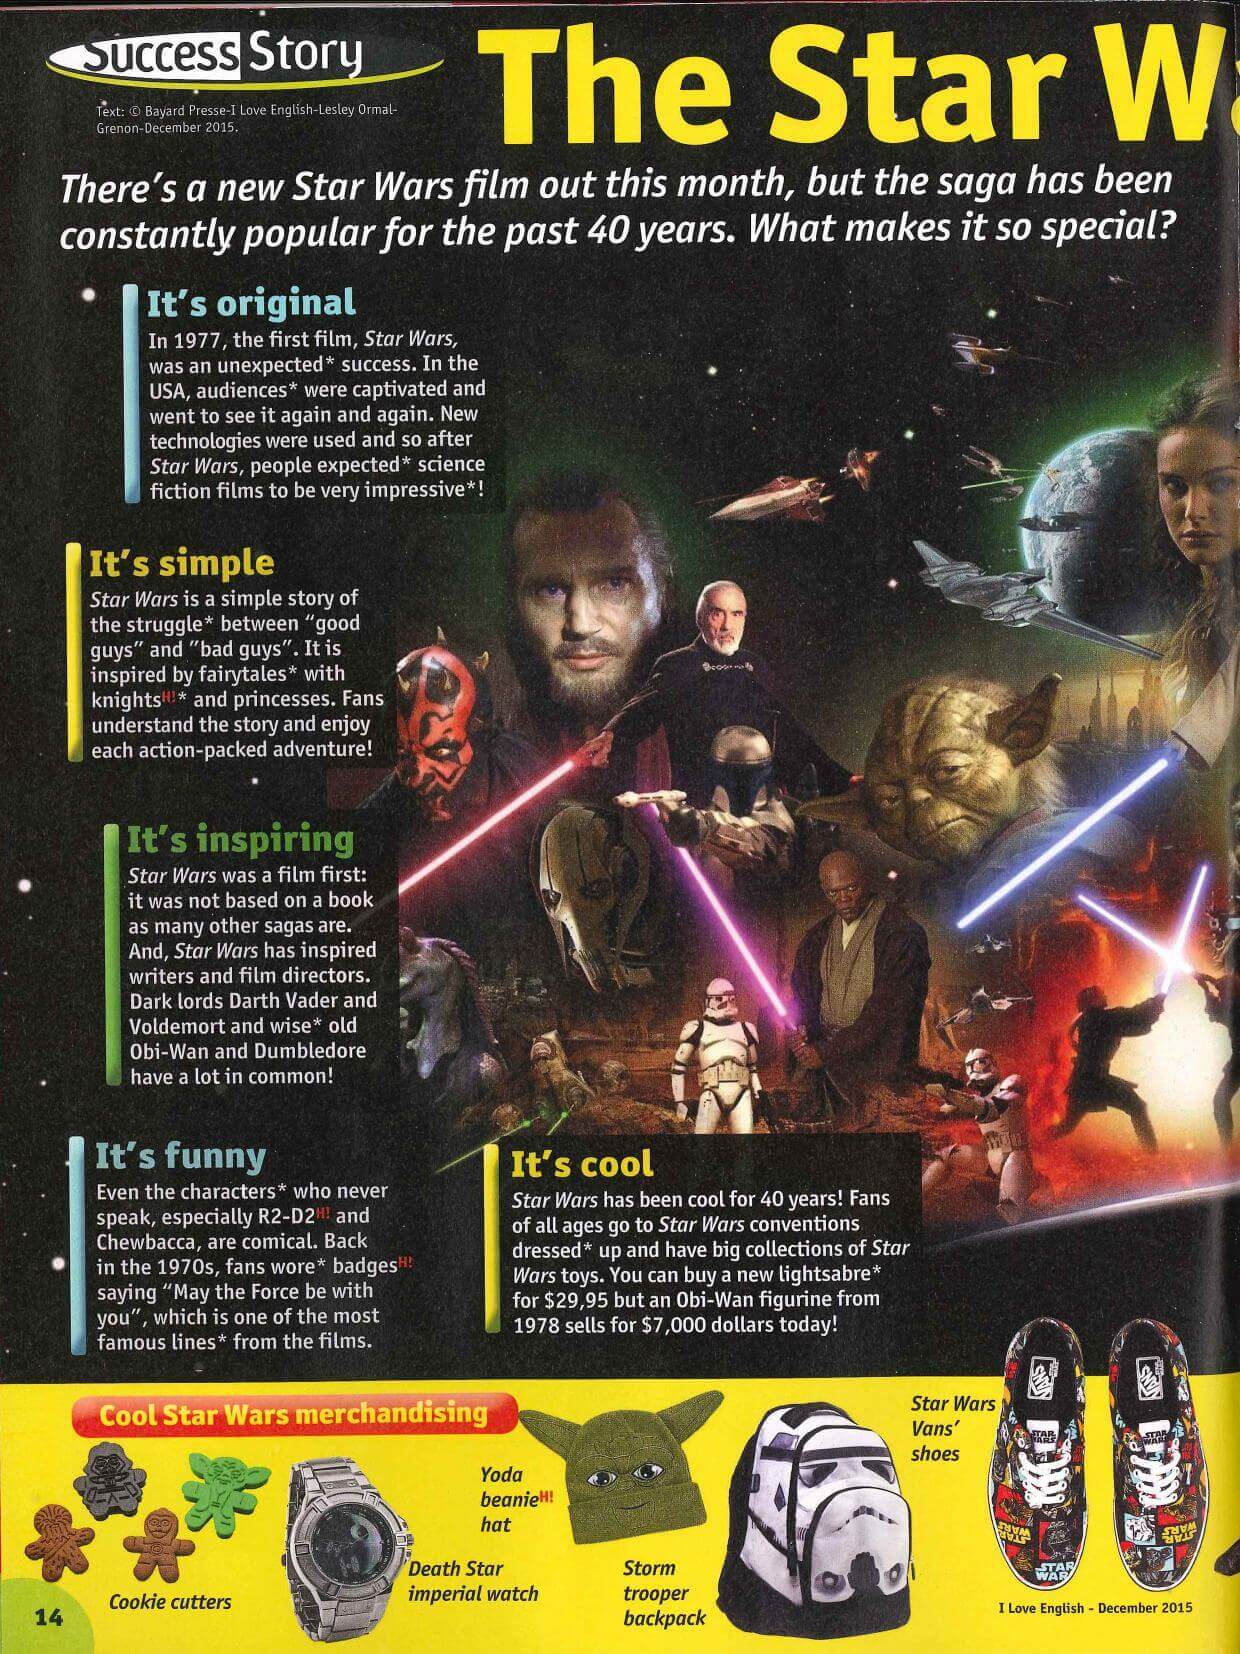 Success Story
The Star W
Text: © Bayard Presse-I Love English-Lesley Ormal-
Grenon-December 2015.
There's a new Star Wars film out this month, but the saga has been
constantly popular for the past 40 years. What makes it so special?
It's original
In 1977, the first film, Star Wars,
was an unexpected* success. In the
USA, audiences* were captivated and
went to see it again and again. New
technologies were used and so after
Star Wars, people expected* science
fiction films to be very impressive*!
It's simple
Star Wars is a simple story of
the struggle* between “good
guys” and “bad guys”. It is
inspired by fairytales* with
knightsH!* and princesses. Fans
understand the story and enjoy
each action-packed adventure!
It's inspiring
Star Wars was a film first:
it was not based on a book
as many other sagas are.
And, Star Wars has inspired
writers and film directors.
Dark lords Darth Vader and
Voldemort and wise* old
Obi-Wan and Dumbledore
have a lot in common!
It's funny
Even the characters* who never
speak, especially R2-D2H! and
Chewbacca, are comical. Back
in the 1970s, fans wore* badgesH!
saying “May the Force be with
you”, which is one of the most
famous lines* from the films.
It's cool
Star Wars has been cool for 40 years! Fans
of all ages go to Star Wars conventions
dressed* up and have big collections of Star
Wars toys. You can buy a new lightsabre*
for $29,95 but an Obi-Wan figurine from
1978 sells for $7,000 dollars today!
Cool Star Wars merchandising
Cookie cutters
Death Star
imperial watch
Yoda
beanieH!
hat
Storm
trooper
backpack
Star Wars
Vans'
shoes
VANS
VANS
STAR
WARS
STAR
WARS
STAR
WARS
STAR
WARS
STAR
WARS
14
I Love English - December 2015